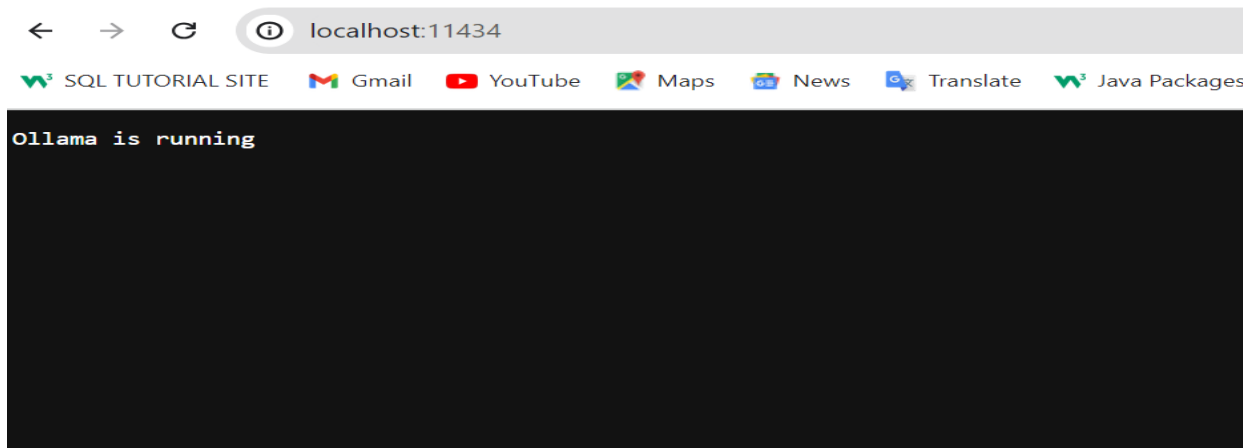 localhost:11434
SQL TUTORIAL SITE Gmail YouTube Maps News Translate Java Packages
Ollama is running